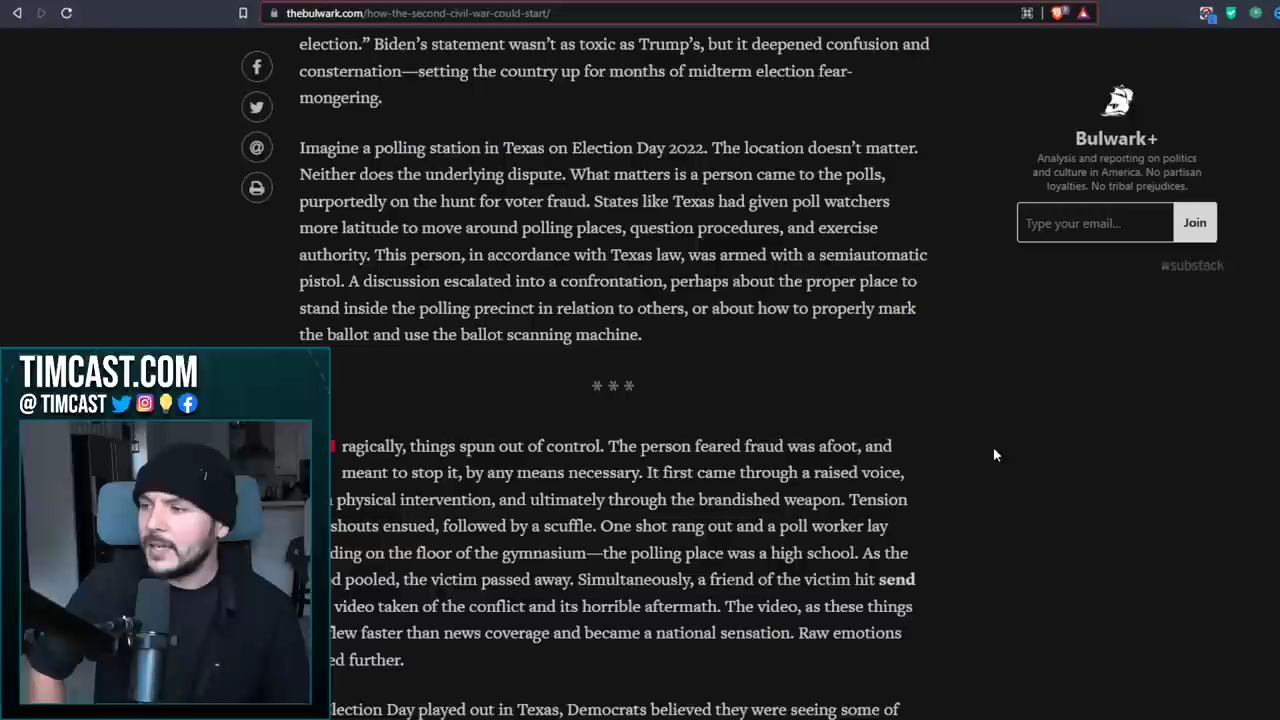 thebulwark.com/how-the-second-civil-war-could-start/
election.” Biden’s statement wasn’t as toxic as Trump’s, but it deepened confusion and
consternation—setting the country up for months of midterm election fear-
mongering.
Imagine a polling station in Texas on Election Day 2022. The location doesn’t matter.
Neither does the underlying dispute. What matters is a person came to the polls,
purportedly on the hunt for voter fraud. States like Texas had given poll watchers
more latitude to move around polling places, question procedures, and exercise
authority. This person, in accordance with Texas law, was armed with a semiautomatic
pistol. A discussion escalated into a confrontation, perhaps about the proper place to
stand inside the polling precinct in relation to others, or about how to properly mark
the ballot and use the ballot scanning machine.
***
ragically, things spun out of control. The person feared fraud was afoot, and
meant to stop it, by any means necessary. It first came through a raised voice,
physical intervention, and ultimately through the brandished weapon. Tension
shouts ensued, followed by a scuffle. One shot rang out and a poll worker lay
ding on the floor of the gymnasium—the polling place was a high school. As the
d pooled, the victim passed away. Simultaneously, a friend of the victim hit send
video taken of the conflict and its horrible aftermath. The video, as these things
flew faster than news coverage and became a national sensation. Raw emotions
ed further.
lection Day played out in Texas, Democrats believed they were seeing some of
Bulwark+
Analysis and reporting on politics
and culture in America. No partisan
loyalties. No tribal prejudices.
Type your email... Join
substack
TIMCAST.COM
@ TIMCAST